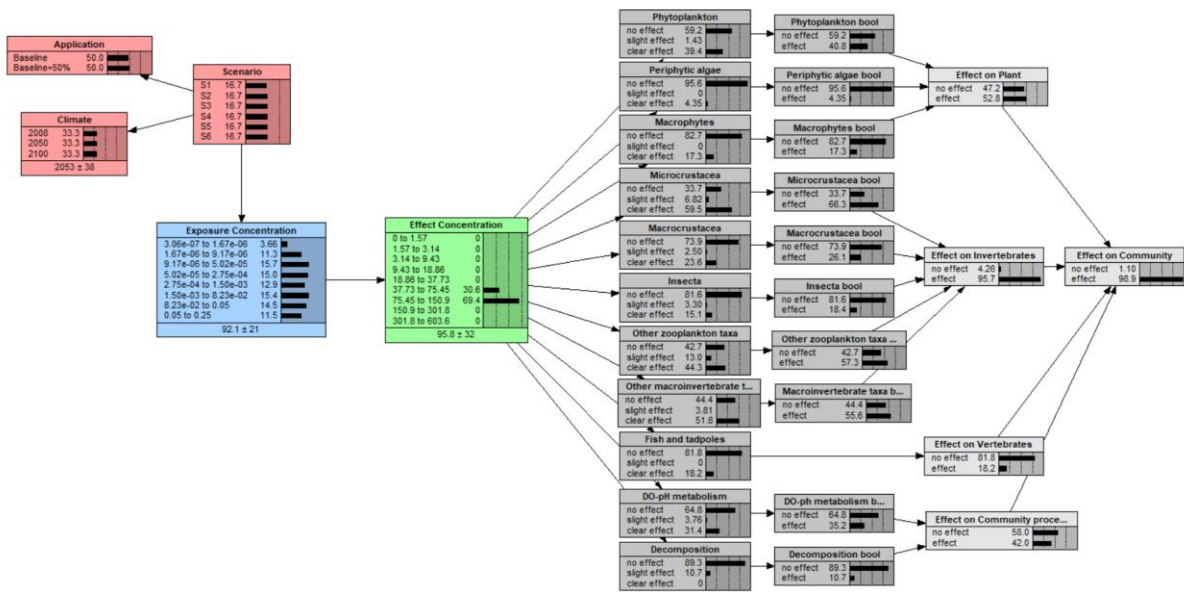 Application
Baseline 50.0
Baseline+50% 50.0
Scenario
S1 16.7
S2 16.7
S3 16.7
S4 16.7
S5 16.7
S6 16.7
Climate
2008 33.3
2050 33.3
2100 33.3
2053 ± 38
Exposure Concentration
3.06e-07 to 1.67e-06 3.66
1.67e-06 to 9.17e-06 11.3
9.17e-06 to 5.02e-05 15.7
5.02e-05 to 2.75e-04 15.0
2.75e-04 to 1.50e-03 12.9
1.50e-03 to 8.23e-02 15.4
8.23e-02 to 0.05 14.5
0.05 to 0.25 11.5
92.1 ± 21
Effect Concentration
0 to 1.57 0
1.57 to 3.14 0
3.14 to 9.43 0
9.43 to 18.86 0
18.86 to 37.73 0
37.73 to 75.45 30.6
75.45 to 150.9 69.4
150.9 to 301.8 0
301.8 to 603.6 0
95.8 ± 32
Phytoplankton
no effect 59.2
slight effect 1.43
clear effect 39.4
Periphytic algae
no effect 95.6
slight effect 0
clear effect 4.35
Macrophytes
no effect 82.7
slight effect 0
clear effect 17.3
Microcrustacea
no effect 33.7
slight effect 6.82
clear effect 59.5
Macrocrustacea
no effect 73.9
slight effect 2.50
clear effect 23.6
Insecta
no effect 81.6
slight effect 3.30
clear effect 15.1
Other zooplankton taxa
no effect 42.7
slight effect 13.0
clear effect 44.3
Other macroinvertebrate t...
no effect 44.4
slight effect 3.81
clear effect 51.8
Fish and tadpoles
no effect 81.8
slight effect 0
clear effect 18.2
DO-pH metabolism
no effect 64.8
slight effect 3.76
clear effect 31.4
Decomposition
no effect 89.3
slight effect 10.7
clear effect 0
Phytoplankton bool
no effect 59.2
effect 40.8
Periphytic algae bool
no effect 95.6
effect 4.35
Macrophytes bool
no effect 82.7
effect 17.3
Microcrustacea bool
no effect 33.7
effect 66.3
Macrocrustacea bool
no effect 73.9
effect 26.1
Insecta bool
no effect 81.6
effect 18.4
Other zooplankton taxa ...
no effect 42.7
effect 57.3
Macroinvertebrate taxa b...
no effect 44.4
effect 55.6
DO-ph metabolism b...
no effect 64.8
effect 35.2
Decomposition bool
no effect 89.3
effect 10.7
Effect on Plant
no effect 47.2
effect 52.8
Effect on Invertebrates
no effect 4.26
effect 95.7
Effect on Vertebrates
no effect 81.8
effect 18.2
Effect on Community proce...
no effect 58.0
effect 42.0
Effect on Community
no effect 1.10
effect 98.9